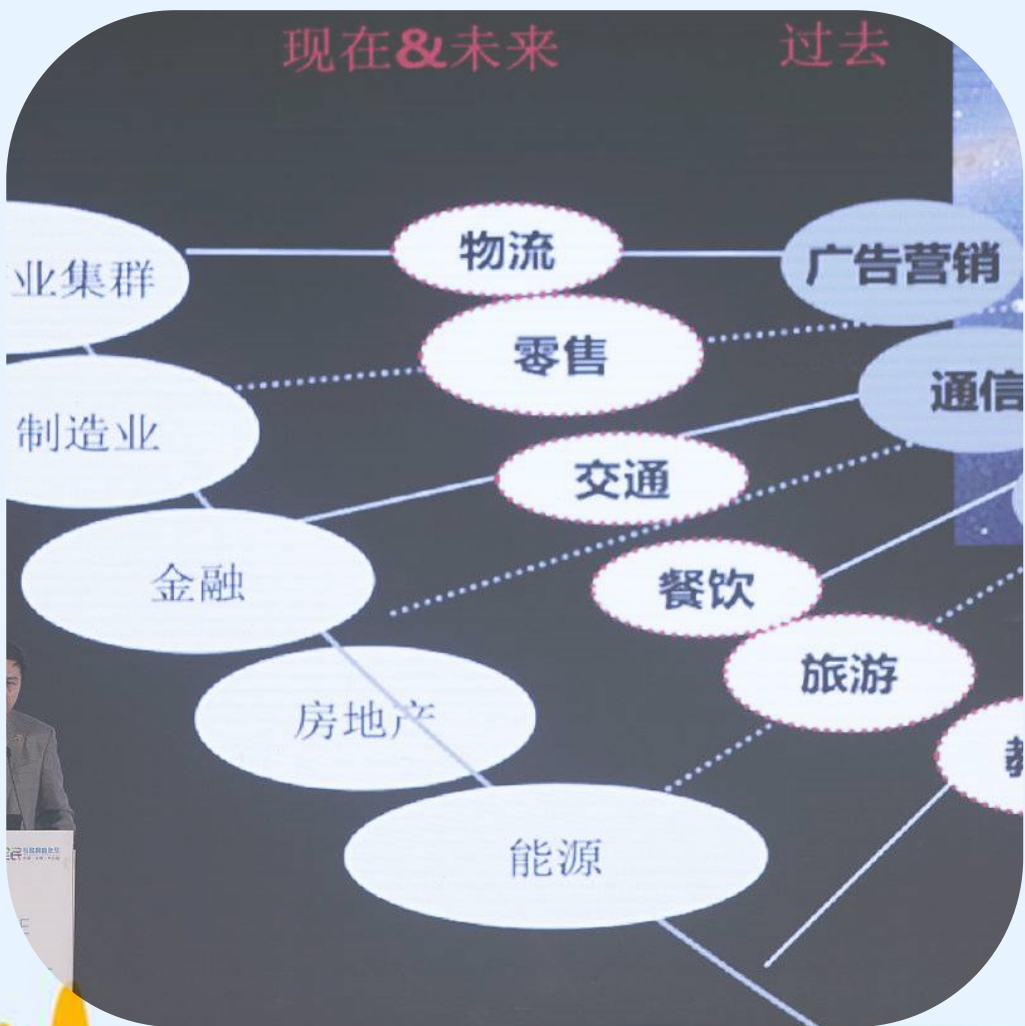 现在&未来
过去
物流
广告营销
业集群
零售
通信
制造业
交通
金融
餐饮
旅游
房地产
能源